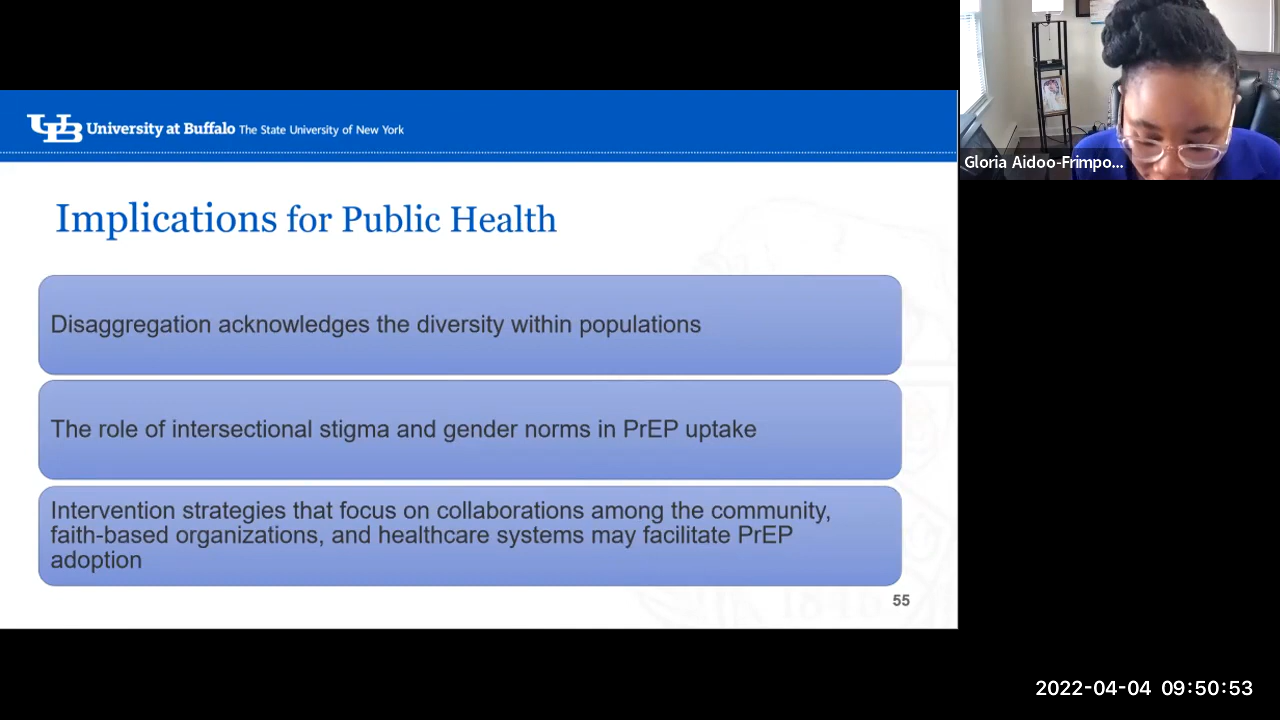 UB University at Buffalo The State University of New York
Gloria Aidoo-Frimpo...
Implications for Public Health
Disaggregation acknowledges the diversity within populations
The role of intersectional stigma and gender norms in PrEP uptake
Intervention strategies that focus on collaborations among the community,
faith-based organizations, and healthcare systems may facilitate PrEP
adoption
55
2022-04-04 09:50:53